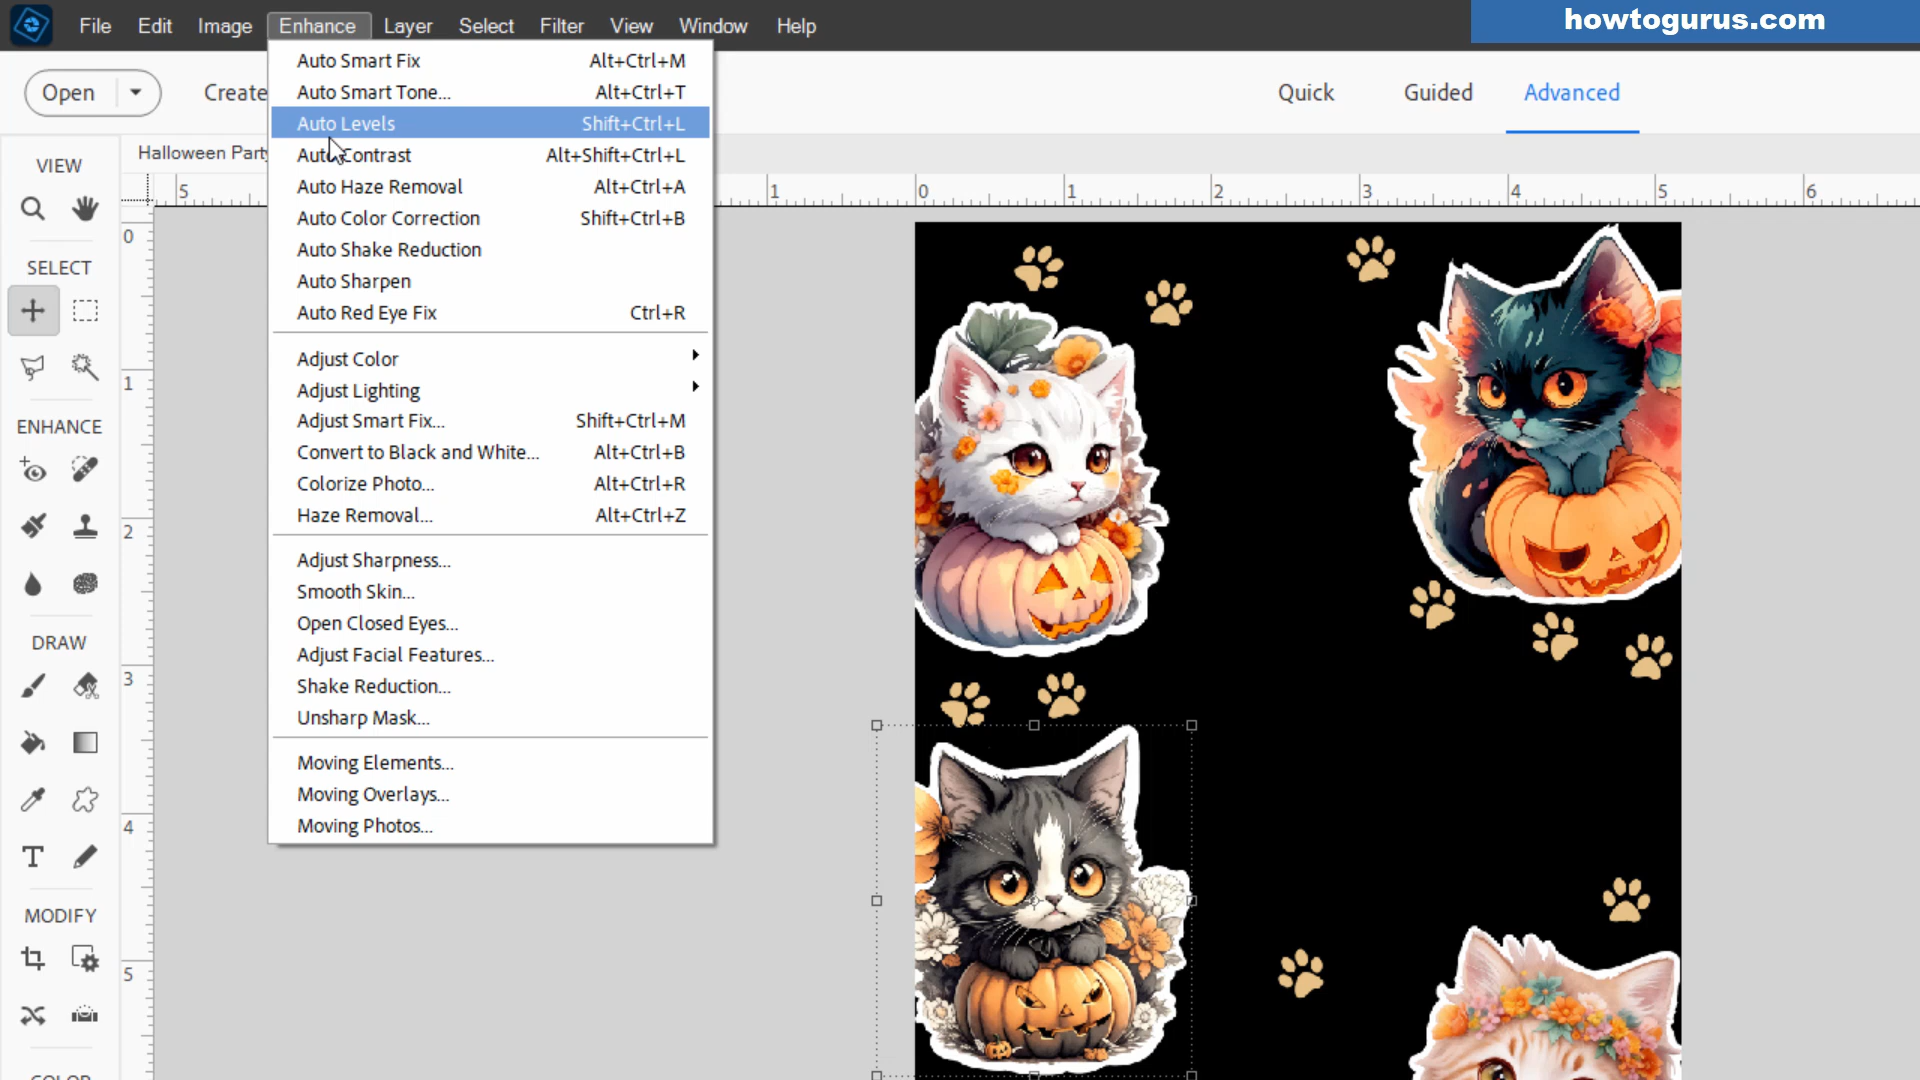 File Edit Image Enhance Layer Select Filter View Window Help
howtogurus.com
Open Create Quick Guided Advanced
Halloween Party
Auto Smart Fix Alt+Ctrl+M
Auto Smart Tone... Alt+Ctrl+T
Auto Levels Shift+Ctrl+L
Auto Contrast Alt+Shift+Ctrl+L
Auto Haze Removal Alt+Ctrl+A
Auto Color Correction Shift+Ctrl+B
Auto Shake Reduction
Auto Sharpen
Auto Red Eye Fix Ctrl+R
Adjust Color
Adjust Lighting
Adjust Smart Fix... Shift+Ctrl+M
Convert to Black and White... Alt+Ctrl+B
Colorize Photo... Alt+Ctrl+R
Haze Removal... Alt+Ctrl+Z
Adjust Sharpness...
Smooth Skin...
Open Closed Eyes...
Adjust Facial Features...
Shake Reduction...
Unsharp Mask...
Moving Elements...
Moving Overlays...
Moving Photos...
VIEW
SELECT
ENHANCE
DRAW
MODIFY
COLOR
5 1 0 1 2 3 4 5 6
0
1
2
3
4
5